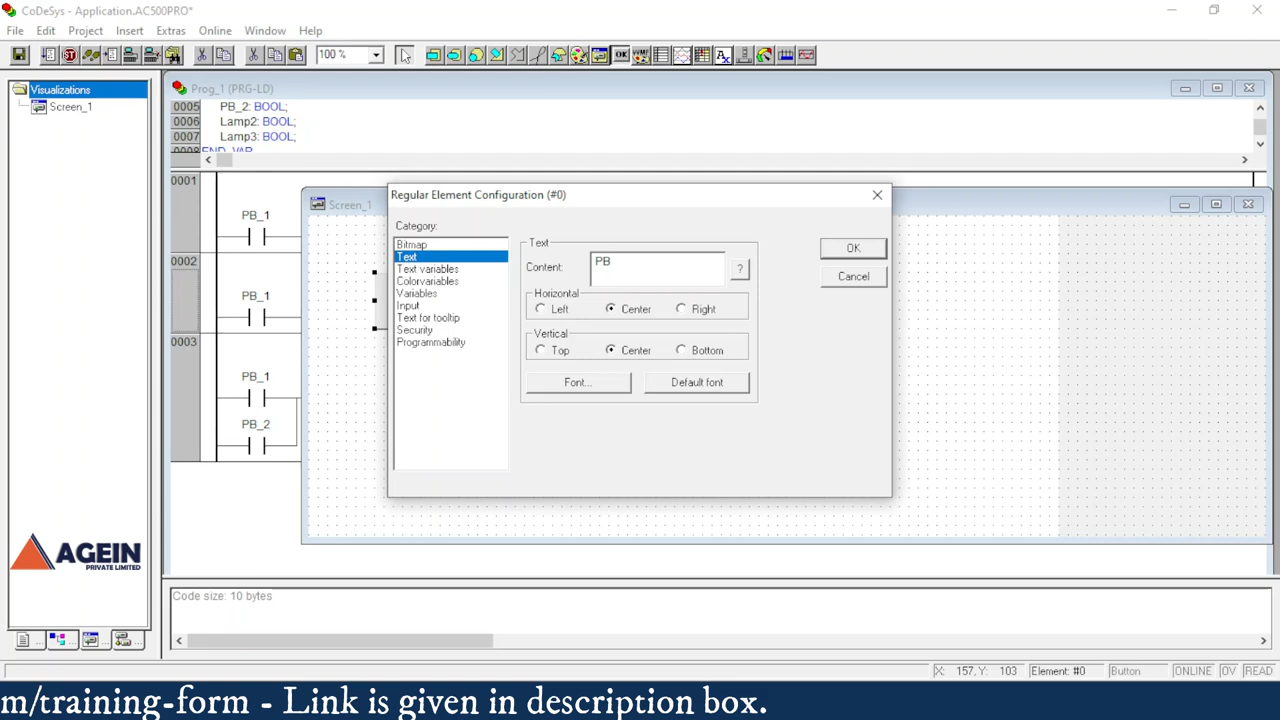 CoDeSys - Application.AC500PRO*
File Edit Project Insert Extras Online Window Help
100 %
OK
Visualizations
Screen_1
Prog_1 (PRG-LD)
0005 PB_2: BOOL;
0006 Lamp2: BOOL;
0007 Lamp3: BOOL;
0008 END_VAR
0001
PB_1
0002
PB_1
0003
PB_1
PB_2
Screen_1
Regular Element Configuration (#0)
Category:
Bitmap
Text
Text variables
Colorvariables
Variables
Input
Text for tooltip
Security
Programmability
Text
Content: PB ?
Horizontal
Left Center Right
Vertical
Top Center Bottom
Font... Default font
OK
Cancel
AGEIN
PRIVATE LIMITED
Code size: 10 bytes
X: 157, Y: 103 Element: #0 Button ONLINE OV READ
m/training-form - Link is given in description box.